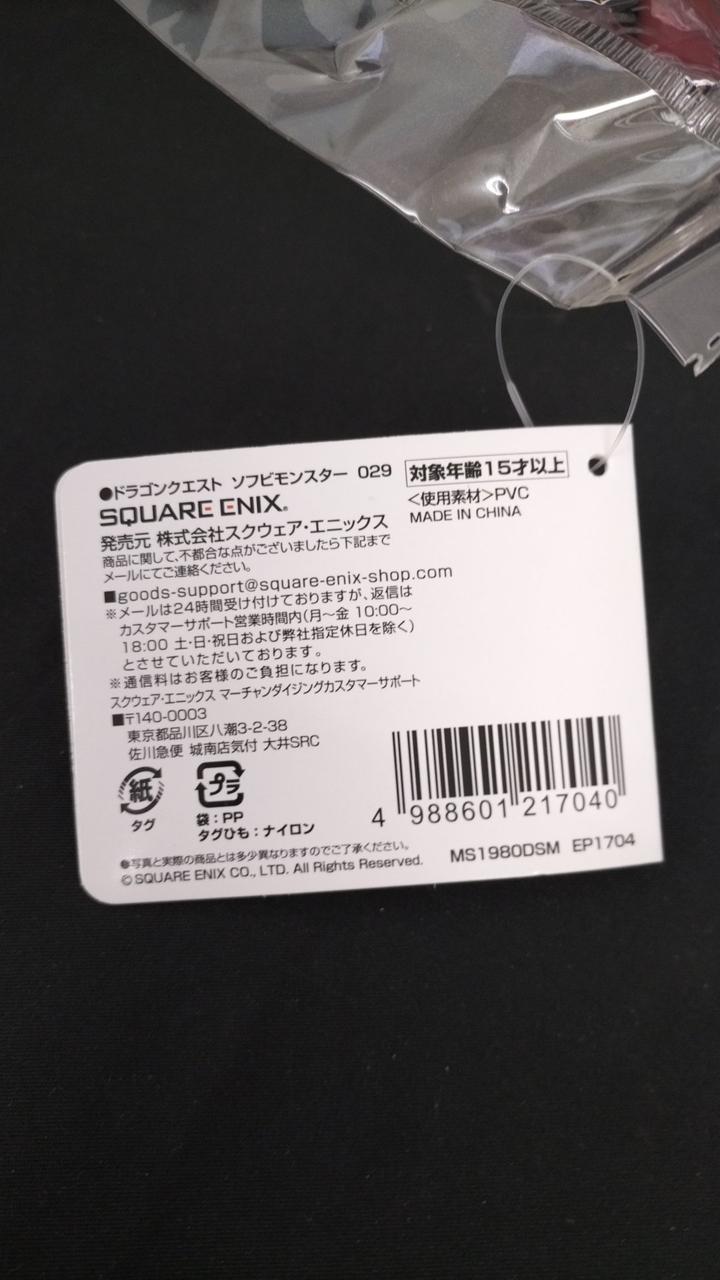 ●ドラゴンクエスト ソフビモンスター 029
対象年齢15才以上
SQUARE ENIX®
<使用素材>PVC
MADE IN CHINA
発売元 株式会社スクウェア・エニックス
商品に関して、不都合な点がございましたら下記まで
メールにてご連絡ください。
■goods-support@square-enix-shop.com
※メールは24時間受け付けておりますが、返信は
カスタマーサポート営業時間内(月〜金 10:00〜
18:00 土・日・祝日および弊社指定休日を除く)
とさせていただいております。
※通信料はお客様のご負担になります。
スクウェア・エニックス マーチャンダイジングカスタマーサポート
■〒140-0003
東京都品川区八潮3-2-38
佐川急便 城南店気付 大井SRC
紙
タグ
プラ
袋:PP
タグひも:ナイロン
4 988601 217040
●写真と実際の商品とは多少異なりますのでご了承ください。
© SQUARE ENIX CO., LTD. All Rights Reserved.
MS1980DSM EP1704